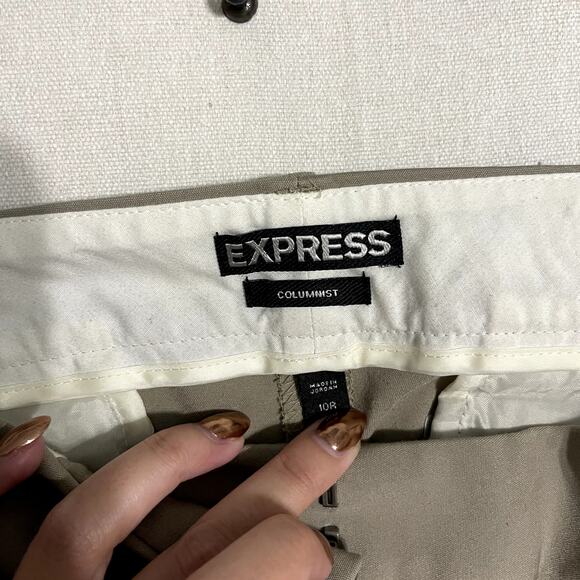 EXPRESS
COLUMNIST
MADE IN
JORDAN
10R